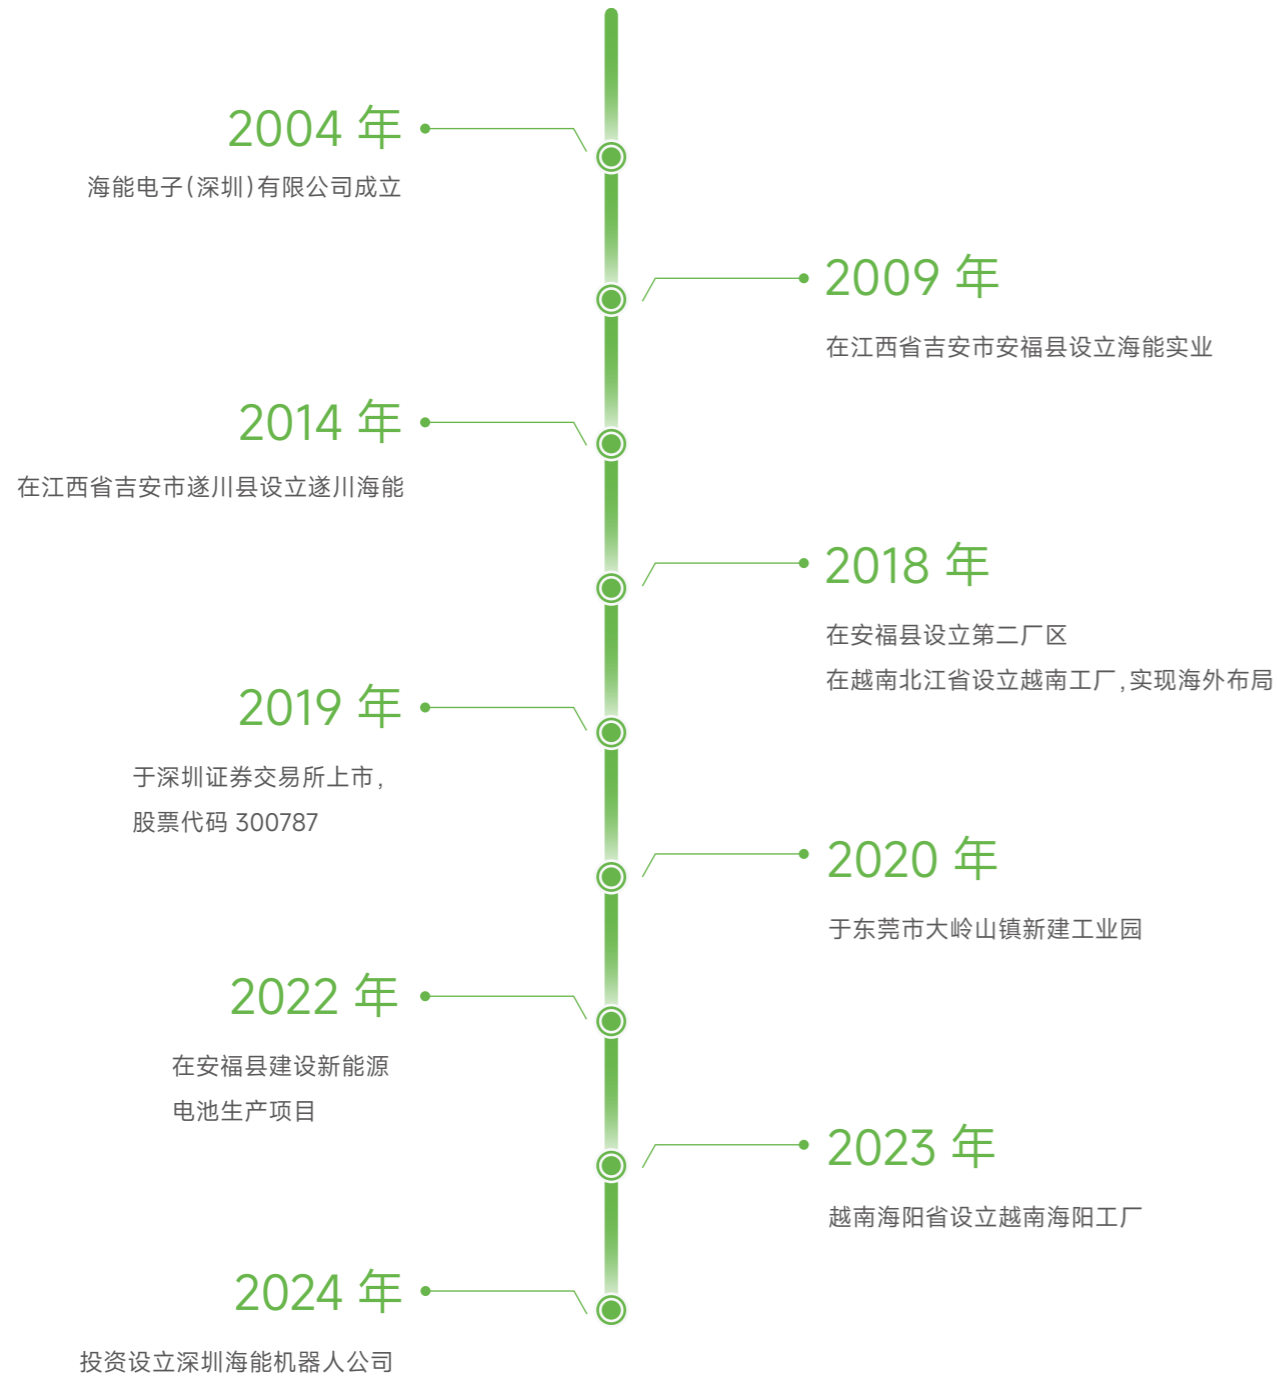 2004 年
海能电子(深圳)有限公司成立
2009 年
在江西省吉安市安福县设立海能实业
2014 年
在江西省吉安市遂川县设立遂川海能
2018 年
在安福县设立第二厂区
在越南北江省设立越南工厂,实现海外布局
2019 年
于深圳证券交易所上市,
股票代码 300787
2020 年
于东莞市大岭山镇新建工业园
2022 年
在安福县建设新能源
电池生产项目
2023 年
越南海阳省设立越南海阳工厂
2024 年
投资设立深圳海能机器人公司